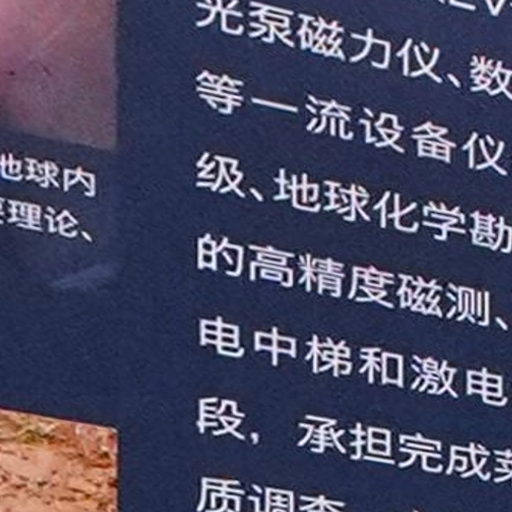 地球内
理论、
光泵磁力仪、数
等一流设备仪
级、地球化学勘
的高精度磁测、
电中梯和激电
段，承担完成
质调查